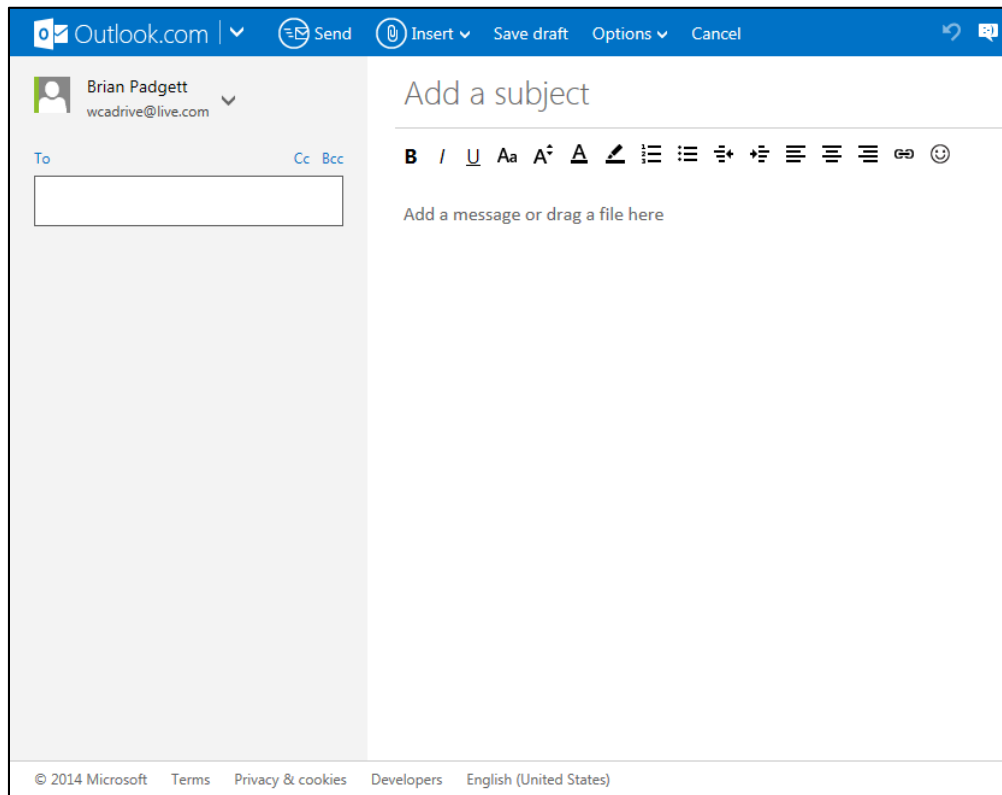 Outlook.com Send Insert Save draft Options Cancel
Brian Padgett
wcadrive@live.com
To Cc Bcc
Add a subject
B I U Aa A A
Add a message or drag a file here
© 2014 Microsoft Terms Privacy & cookies Developers English (United States)